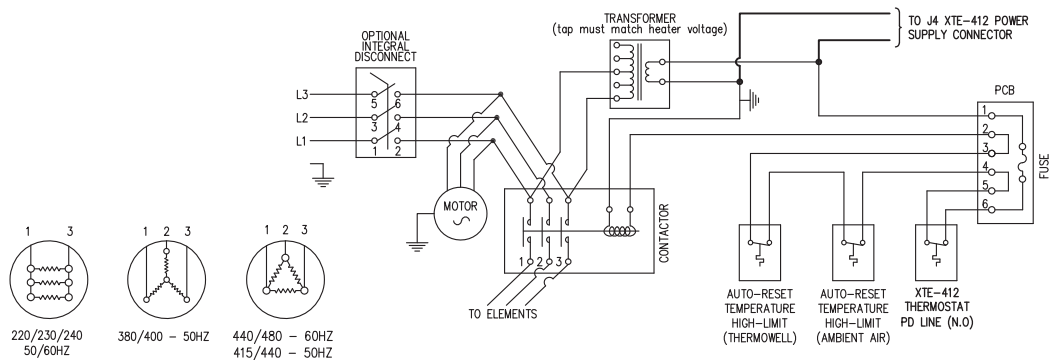 TRANSFORMER
(tap must match heater voltage)
TO J4 XTE-412 POWER
SUPPLY CONNECTOR
OPTIONAL
INTEGRAL
DISCONNECT
L3
L2
L1
5 6
3 4
1 2
PCB
1
2
3
4
5
6
FUSE
MOTOR
CONTACTOR
1 2 3
TO ELEMENTS
AUTO-RESET
TEMPERATURE
HIGH-LIMIT
(THERMOWELL)
AUTO-RESET
TEMPERATURE
HIGH-LIMIT
(AMBIENT AIR)
XTE-412
THERMOSTAT
PD LINE (N.O)
1 3
220/230/240
50/60HZ
1 2 3
380/400 - 50HZ
1 2 3
440/480 - 60HZ
415/440 - 50HZ